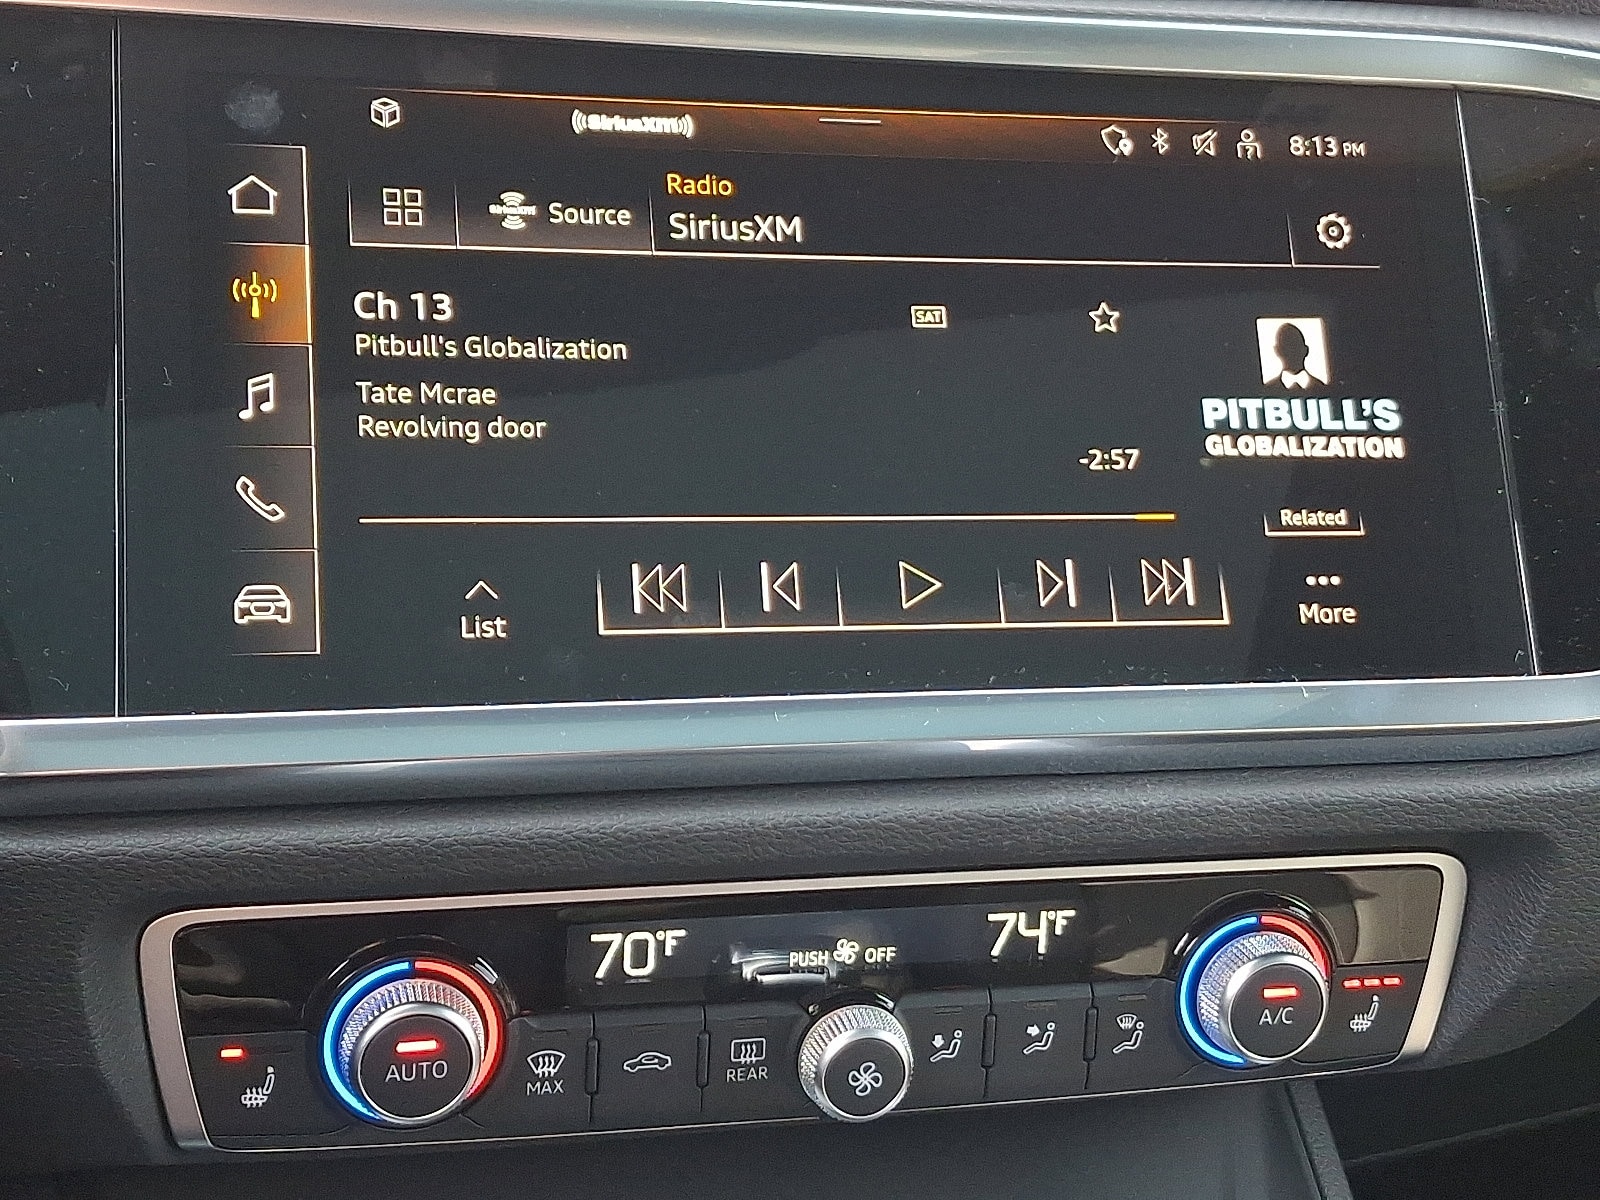 SiriusXM
8:13 PM
SiriusXM
Source
Radio
SiriusXM
Ch 13
SAT
Pitbull's Globalization
Tate Mcrae
Revolving door
-2:57
PITBULL'S
GLOBALIZATION
Related
List
More
70°F
PUSH OFF
74°F
AUTO
MAX
REAR
A/C